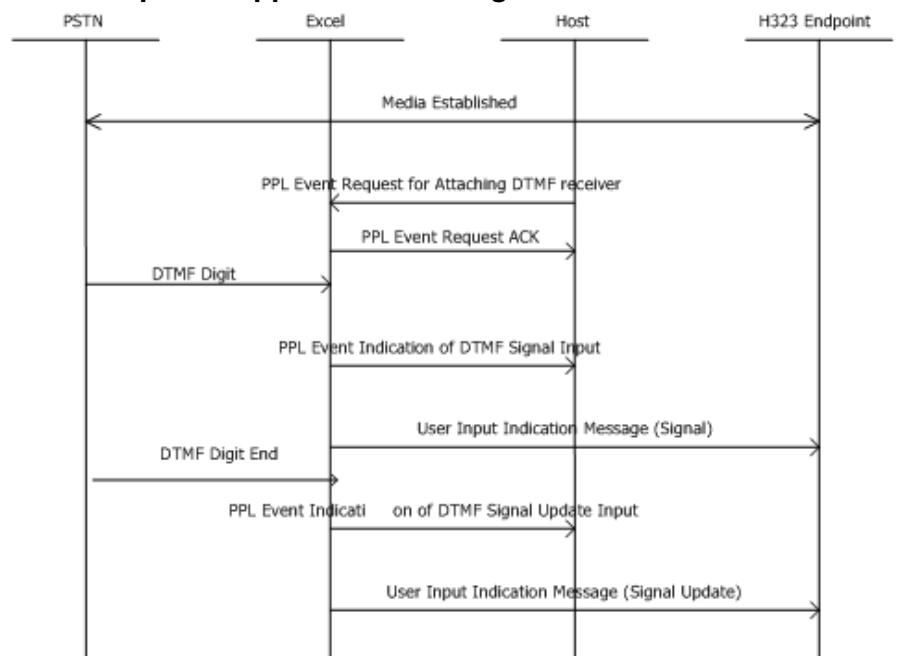 PSTN Excel Host H323 Endpoint
Media Established
PPL Event Request for Attaching DTMF receiver
PPL Event Request ACK
DTMF Digit
PPL Event Indication of DTMF Signal Input
User Input Indication Message (Signal)
DTMF Digit End
PPL Event Indicati on of DTMF Signal Update Input
User Input Indication Message (Signal Update)